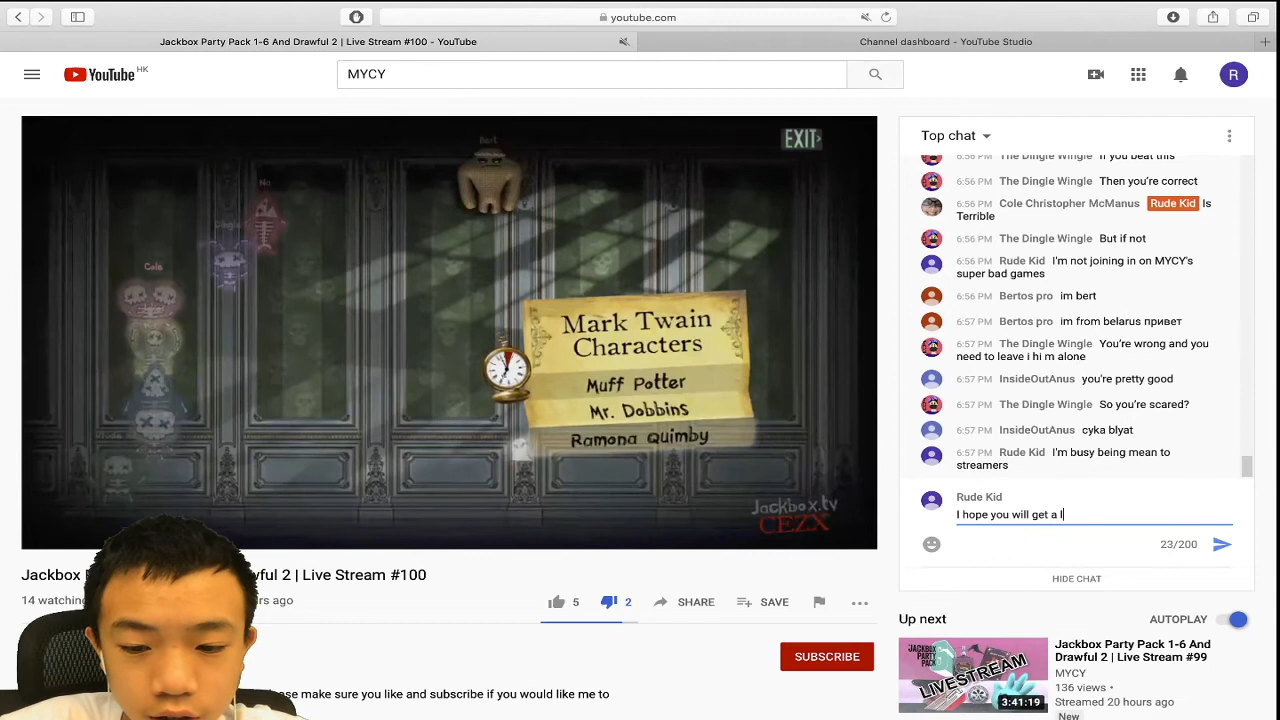 youtube.com
Jackbox Party Pack 1-6 And Drawful 2 | Live Stream #100 - YouTube
Channel dashboard - YouTube Studio
YouTube HK
MYCY
R
EXIT
Bert
No
Cole
Mark Twain
Characters
Muff Potter
Mr. Dobbins
Ramona Quimby
Jackbox.tv
CEZX
Top chat
6:56 PM The Dingle Wingle If you beat this
6:56 PM The Dingle Wingle Then you're correct
6:56 PM Cole Christopher McManus Rude Kid Is
Terrible
6:56 PM The Dingle Wingle But if not
6:56 PM Rude Kid I'm not joining in on MYCY's
super bad games
6:56 PM Bertos pro im bert
6:57 PM Bertos pro im from belarus привет
6:57 PM The Dingle Wingle You're wrong and you
need to leave i hi m alone
6:57 PM InsideOutAnus you're pretty good
6:57 PM The Dingle Wingle So you're scared?
6:57 PM InsideOutAnus cyka blyat
6:57 PM Rude Kid I'm busy being mean to
streamers
Rude Kid
I hope you will get a l
23/200
HIDE CHAT
Jackbox ful 2 | Live Stream #100
14 watching rs ago
5
2
SHARE
SAVE
SUBSCRIBE
make sure you like and subscribe if you would like me to
Up next
AUTOPLAY
JACKBOX PARTY PACK
LIVESTREAM
3:41:19
Jackbox Party Pack 1-6 And
Drawful 2 | Live Stream #99
MYCY
136 views •
Streamed 20 hours ago
New